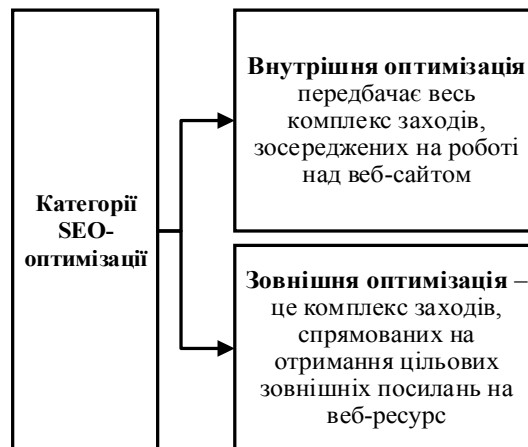 Категорії
SEO-
оптимізації
Внутрішня оптимізація
передбачає весь
комплекс заходів,
зосереджених на роботі
над веб-сайтом
Зовнішня оптимізація –
це комплекс заходів,
спрямованих на
отримання цільових
зовнішніх посилань на
веб-ресурс